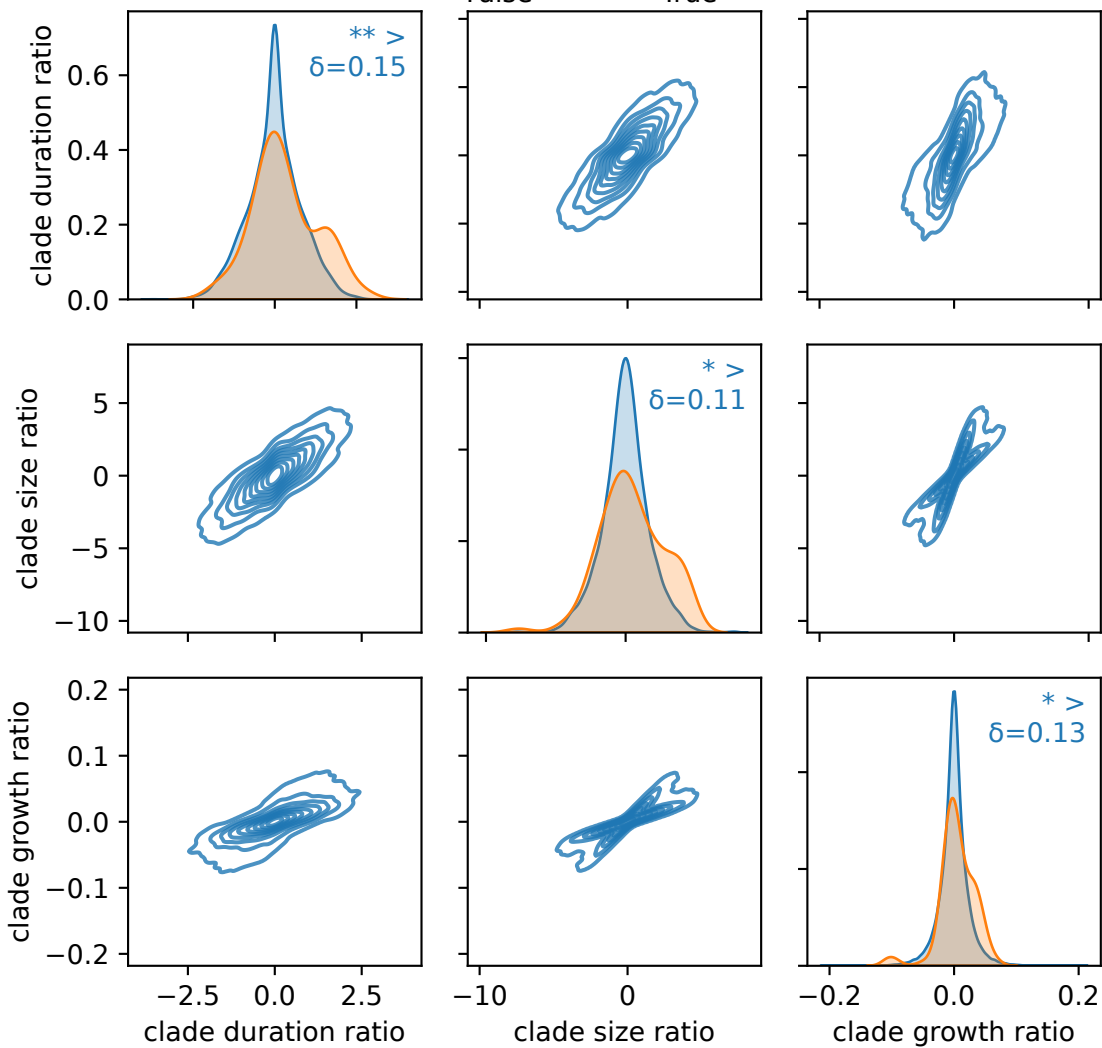 False True
clade duration ratio
0.6
0.4
0.2
0.0
** >
δ=0.15
clade size ratio
5
0
−5
−10
* >
δ=0.11
clade growth ratio
0.2
0.1
0.0
−0.1
−0.2
* >
δ=0.13
−2.5 0.0 2.5
−10 0
−0.2 0.0 0.2
clade duration ratio
clade size ratio
clade growth ratio